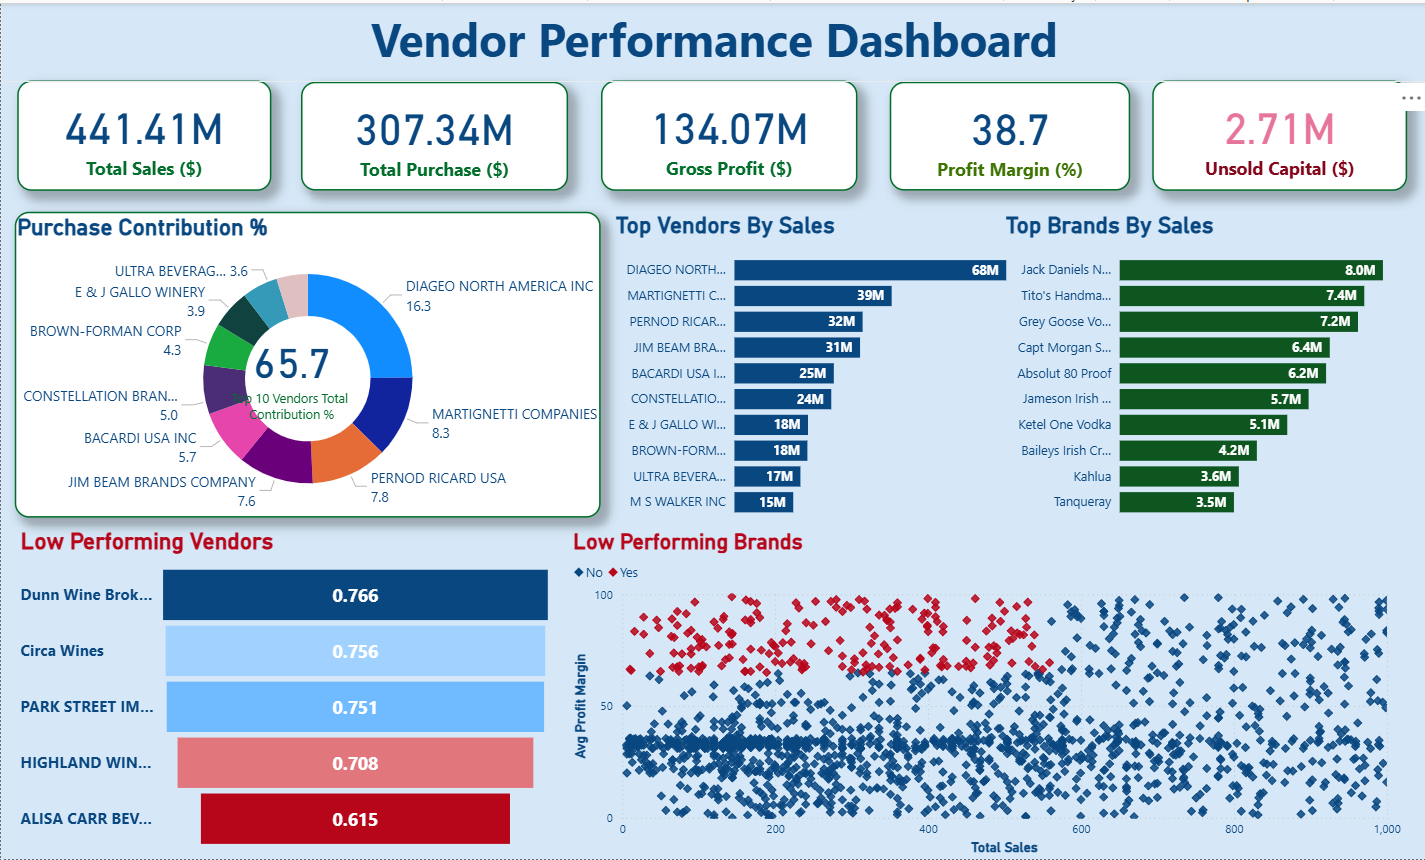 Vendor Performance Dashboard
441.41M
Total Sales ($)
307.34M
Total Purchase ($)
134.07M
Gross Profit ($)
38.7
Profit Margin (%)
2.71M
Unsold Capital ($)
Purchase Contribution %
ULTRA BEVERAG... 3.6
E & J GALLO WINERY
3.9
BROWN-FORMAN CORP
4.3
CONSTELLATION BRAN...
5.0
BACARDI USA INC
5.7
JIM BEAM BRANDS COMPANY
7.6
DIAGEO NORTH AMERICA INC
16.3
MARTIGNETTI COMPANIES
8.3
PERNOD RICARD USA
7.8
65.7
Top 10 Vendors Total
Contribution %
Top Vendors By Sales
DIAGEO NORTH... 68M
MARTIGNETTI C... 39M
PERNOD RICAR... 32M
JIM BEAM BRA... 31M
BACARDI USA I... 25M
CONSTELLATIO... 24M
E & J GALLO WI... 18M
BROWN-FORM... 18M
ULTRA BEVERA... 17M
M S WALKER INC 15M
Top Brands By Sales
Jack Daniels N... 8.0M
Tito's Handma... 7.4M
Grey Goose Vo... 7.2M
Capt Morgan S... 6.4M
Absolut 80 Proof 6.2M
Jameson Irish ... 5.7M
Ketel One Vodka 5.1M
Baileys Irish Cr... 4.2M
Kahlua 3.6M
Tanqueray 3.5M
Low Performing Vendors
Dunn Wine Brok... 0.766
Circa Wines 0.756
PARK STREET IM... 0.751
HIGHLAND WIN... 0.708
ALISA CARR BEV... 0.615
Low Performing Brands
No Yes
100
50
0
Avg Profit Margin
0 200 400 600 800 1,000
Total Sales